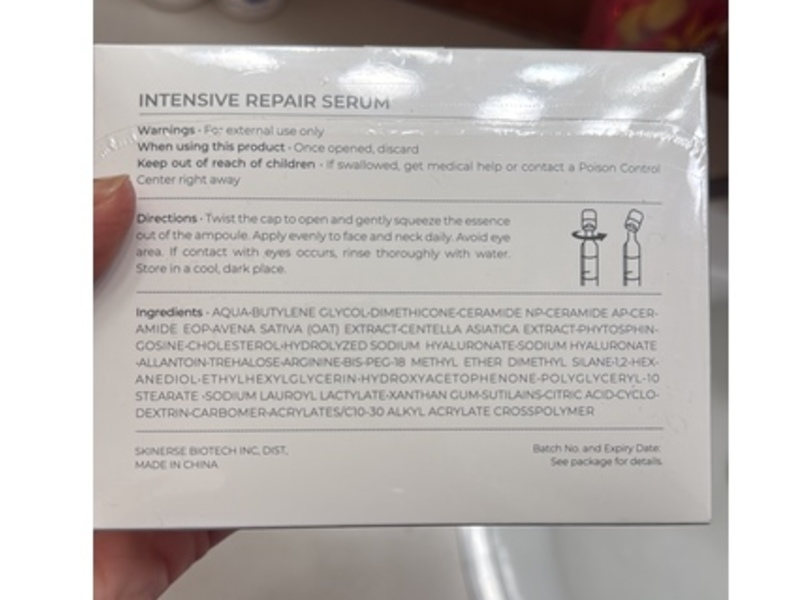 INTENSIVE REPAIR SERUM
Warnings - For external use only
When using this product - Once opened, discard
Keep out of reach of children - If swallowed, get medical help or contact a Poison Control
Center right away
Directions - Twist the cap to open and gently squeeze the essence
out of the ampoule. Apply evenly to face and neck daily. Avoid eye
area. If contact with eyes occurs, rinse thoroughly with water.
Store in a cool, dark place.
Ingredients - AQUA-BUTYLENE GLYCOL-DIMETHICONE-CERAMIDE NP-CERAMIDE AP-CER-
AMIDE EOP-AVENA SATIVA (OAT) EXTRACT-CENTELLA ASIATICA EXTRACT-PHYTOSPHIN-
GOSINE-CHOLESTEROL-HYDROLYZED SODIUM HYALURONATE-SODIUM HYALURONATE
-ALLANTOIN-TREHALOSE-ARGININE-BIS-PEG-18 METHYL ETHER DIMETHYL SILANE-1,2-HEX-
ANEDIOL-ETHYLHEXYLGLYCERIN-HYDROXYACETOPHENONE-POLYGLYCERYL-10
STEARATE -SODIUM LAUROYL LACTYLATE-XANTHAN GUM-SUTILAINS-CITRIC ACID-CYCLO-
DEXTRIN-CARBOMER-ACRYLATES/C10-30 ALKYL ACRYLATE CROSSPOLYMER
SKINERSE BIOTECH INC, DIST,
MADE IN CHINA
Batch No. and Expiry Date:
See package for details.